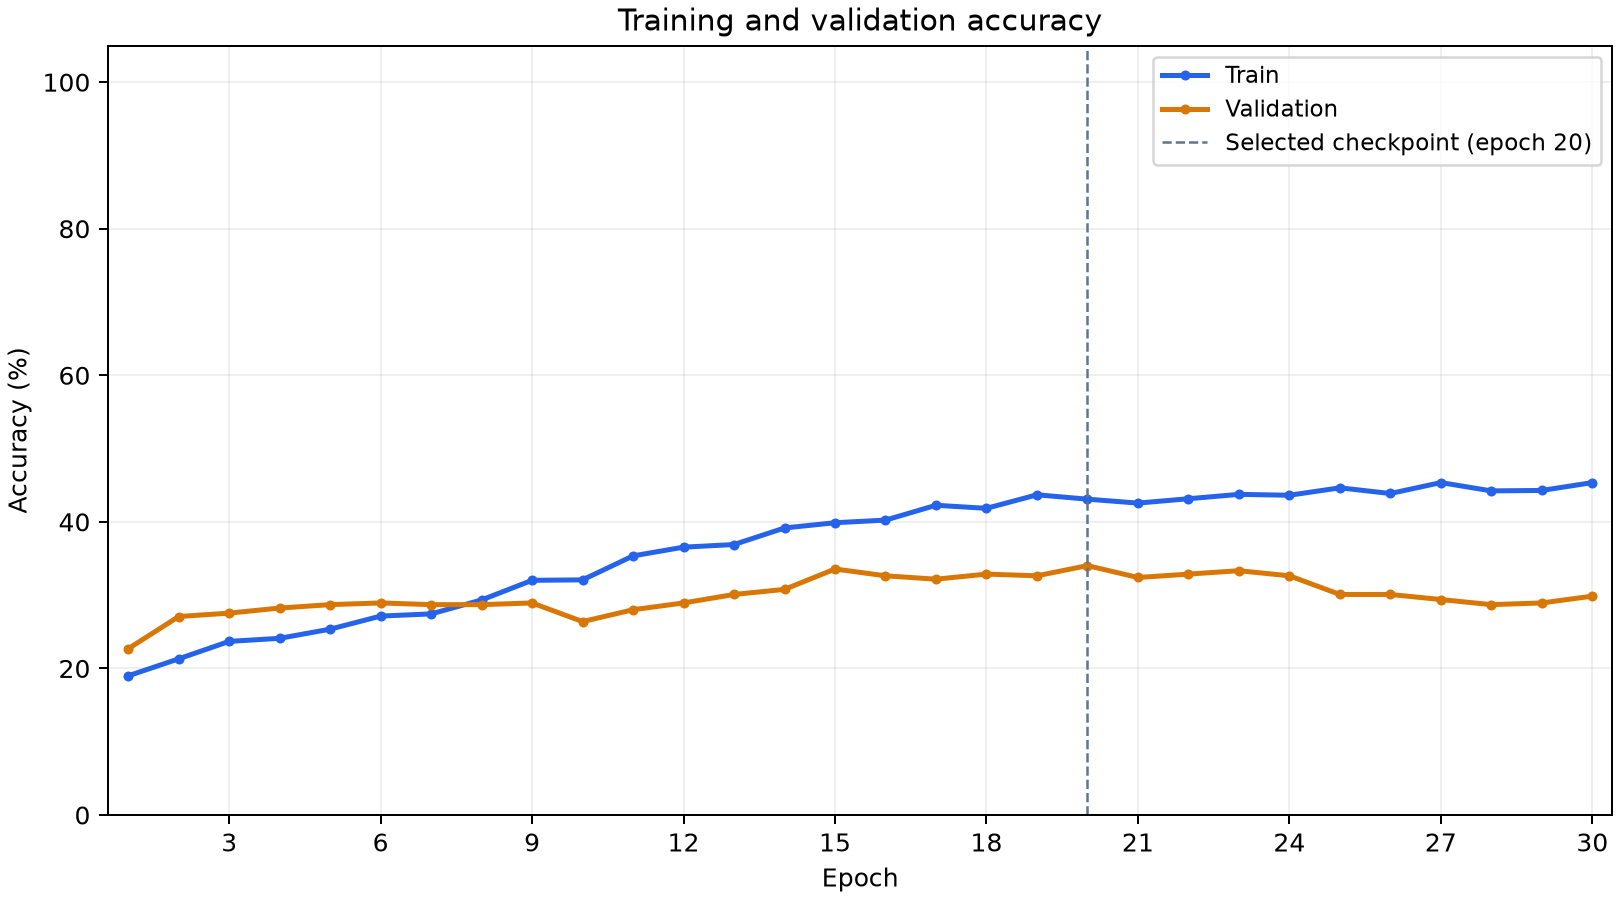 Training and validation accuracy
Train
Validation
Selected checkpoint (epoch 20)
Accuracy (%)
100
80
60
40
20
0
3 6 9 12 15 18 21 24 27 30
Epoch